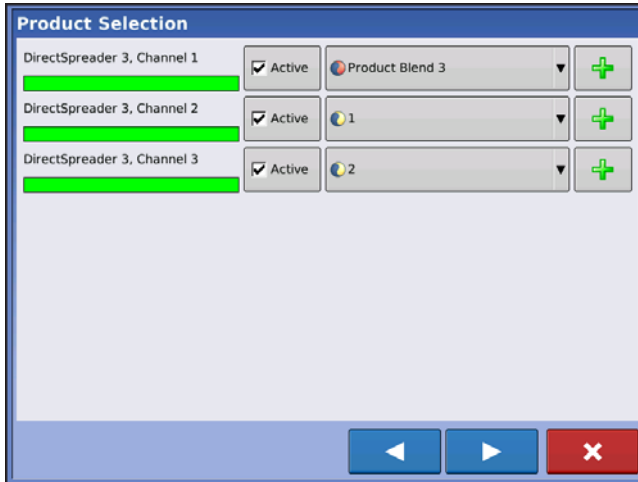 Product Selection
DirectSpreader 3, Channel 1
Active
Product Blend 3
DirectSpreader 3, Channel 2
Active
1
DirectSpreader 3, Channel 3
Active
2